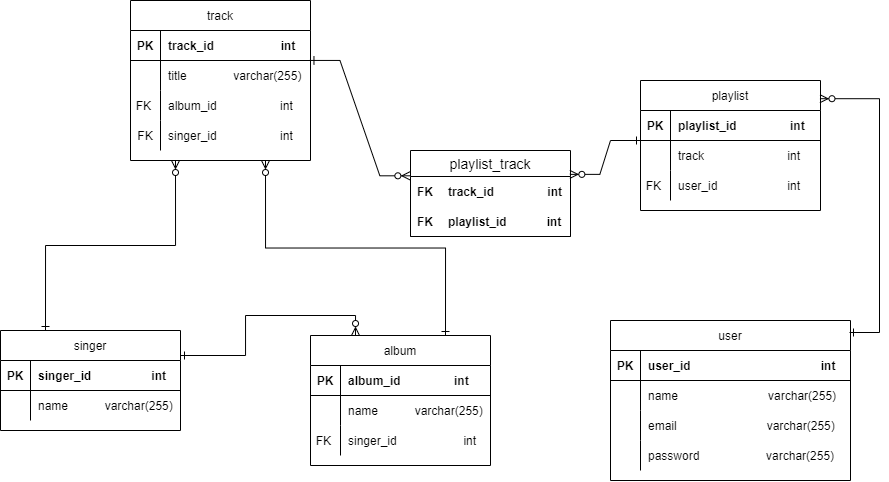 track
PK track_id int
title varchar(255)
FK album_id int
FK singer_id int
playlist
PK playlist_id int
track int
FK user_id int
playlist_track
FK track_id int
FK playlist_id int
singer
PK singer_id int
name varchar(255)
album
PK album_id int
name varchar(255)
FK singer_id int
user
PK user_id int
name varchar(255)
email varchar(255)
password varchar(255)